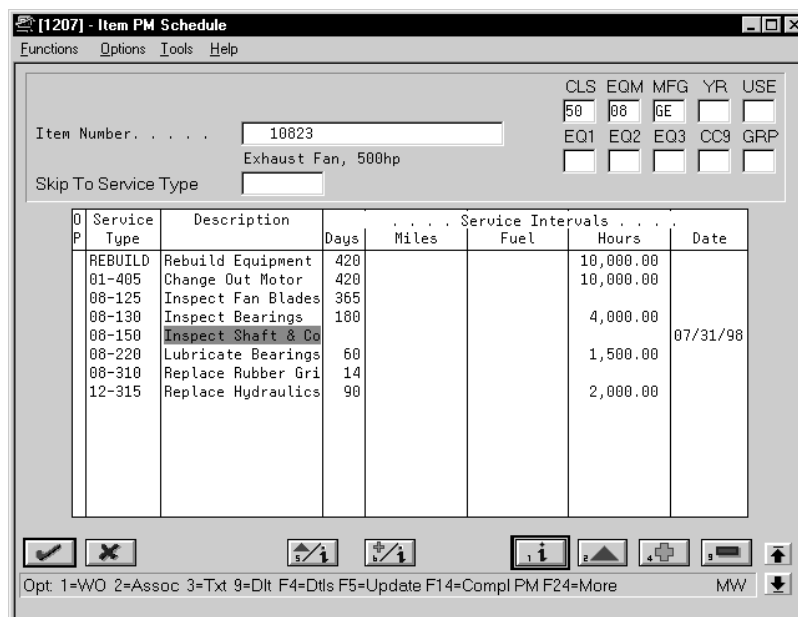 [1207] - Item PM Schedule
Functions Options Tools Help
CLS EQM MFG YR USE
50 08 GE
Item Number. . . . . 10823
EQ1 EQ2 EQ3 CC9 GRP
Exhaust Fan, 500hp
Skip To Service Type
O Service Description . . . . Service Intervals . . . .
P Type Days Miles Fuel Hours Date
REBUILD Rebuild Equipment 420 10,000.00
01-405 Change Out Motor 420 10,000.00
08-125 Inspect Fan Blades 365
08-130 Inspect Bearings 180 4,000.00
08-150 Inspect Shaft & Co 07/31/98
08-220 Lubricate Bearings 60 1,500.00
08-310 Replace Rubber Gri 14
12-315 Replace Hydraulics 90 2,000.00
5/i 6/i 1 i 2 4 9
Opt: 1=WO 2=Assoc 3=Txt 9=Dlt F4=Dtls F5=Update F14=Compl PM F24=More MW